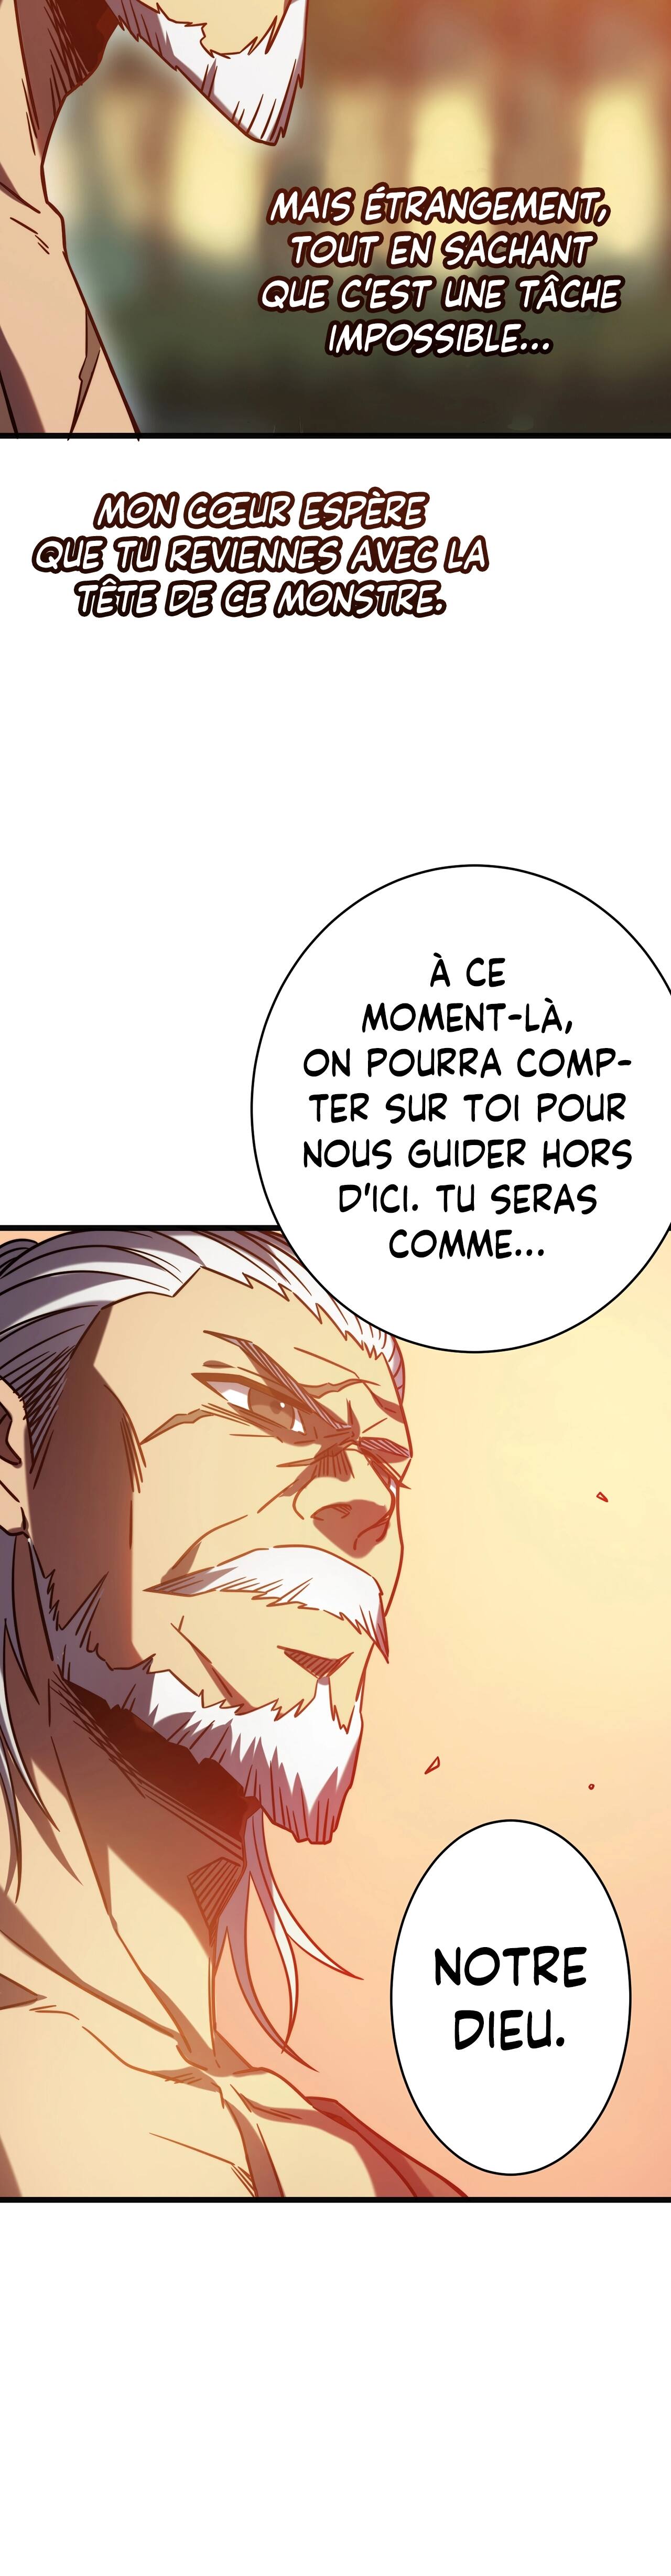 MAIS ÉTRANGEMENT,
TOUT EN SACHANT
QUE C'EST UNE TÂCHE
IMPOSSIBLE...
MON CŒUR ESPÈRE
QUE TU REVIENNES AVEC LA
TÊTE DE CE MONSTRE.
À CE
MOMENT-LÀ,
ON POURRA COMP-
TER SUR TOI POUR
NOUS GUIDER HORS
D'ICI. TU SERAS
COMME...
NOTRE
DIEU.